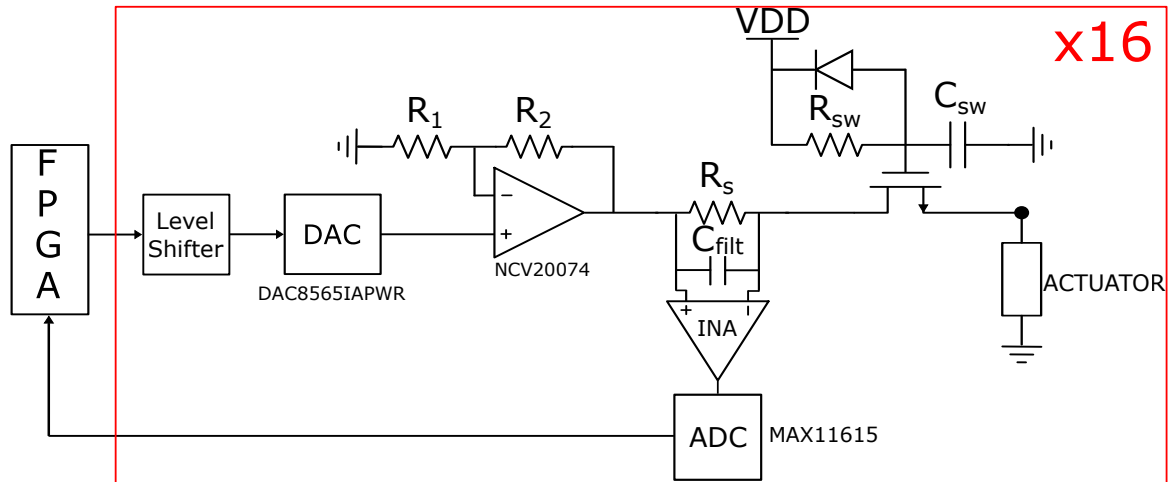 x16
VDD
R1
R2
Rsw
Csw
F
P
G
A
Level
Shifter
DAC
DAC8565IAPWR
−
+
NCV20074
Rs
Cfilt
+
−
INA
ACTUATOR
ADC
MAX11615